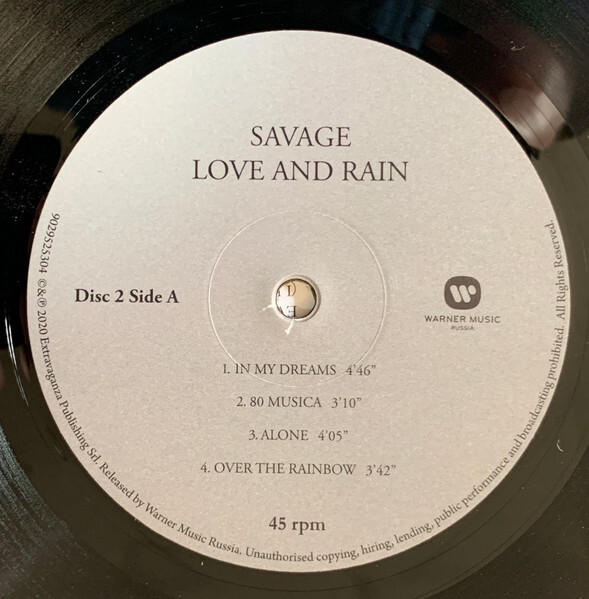 SAVAGE
LOVE AND RAIN
Disc 2 Side A
WARNER MUSIC
RUSSIA
1. IN MY DREAMS 4'46"
2. 80 MUSICA 3'10"
3. ALONE 4'05"
4. OVER THE RAINBOW 3'42"
45 rpm
9029525304 ©&℗ 2020 Extravaganza Publishing Srl. Released by Warner Music Russia. Unauthorised copying, hiring, lending, public performance and broadcasting prohibited. All Rights Reserved.